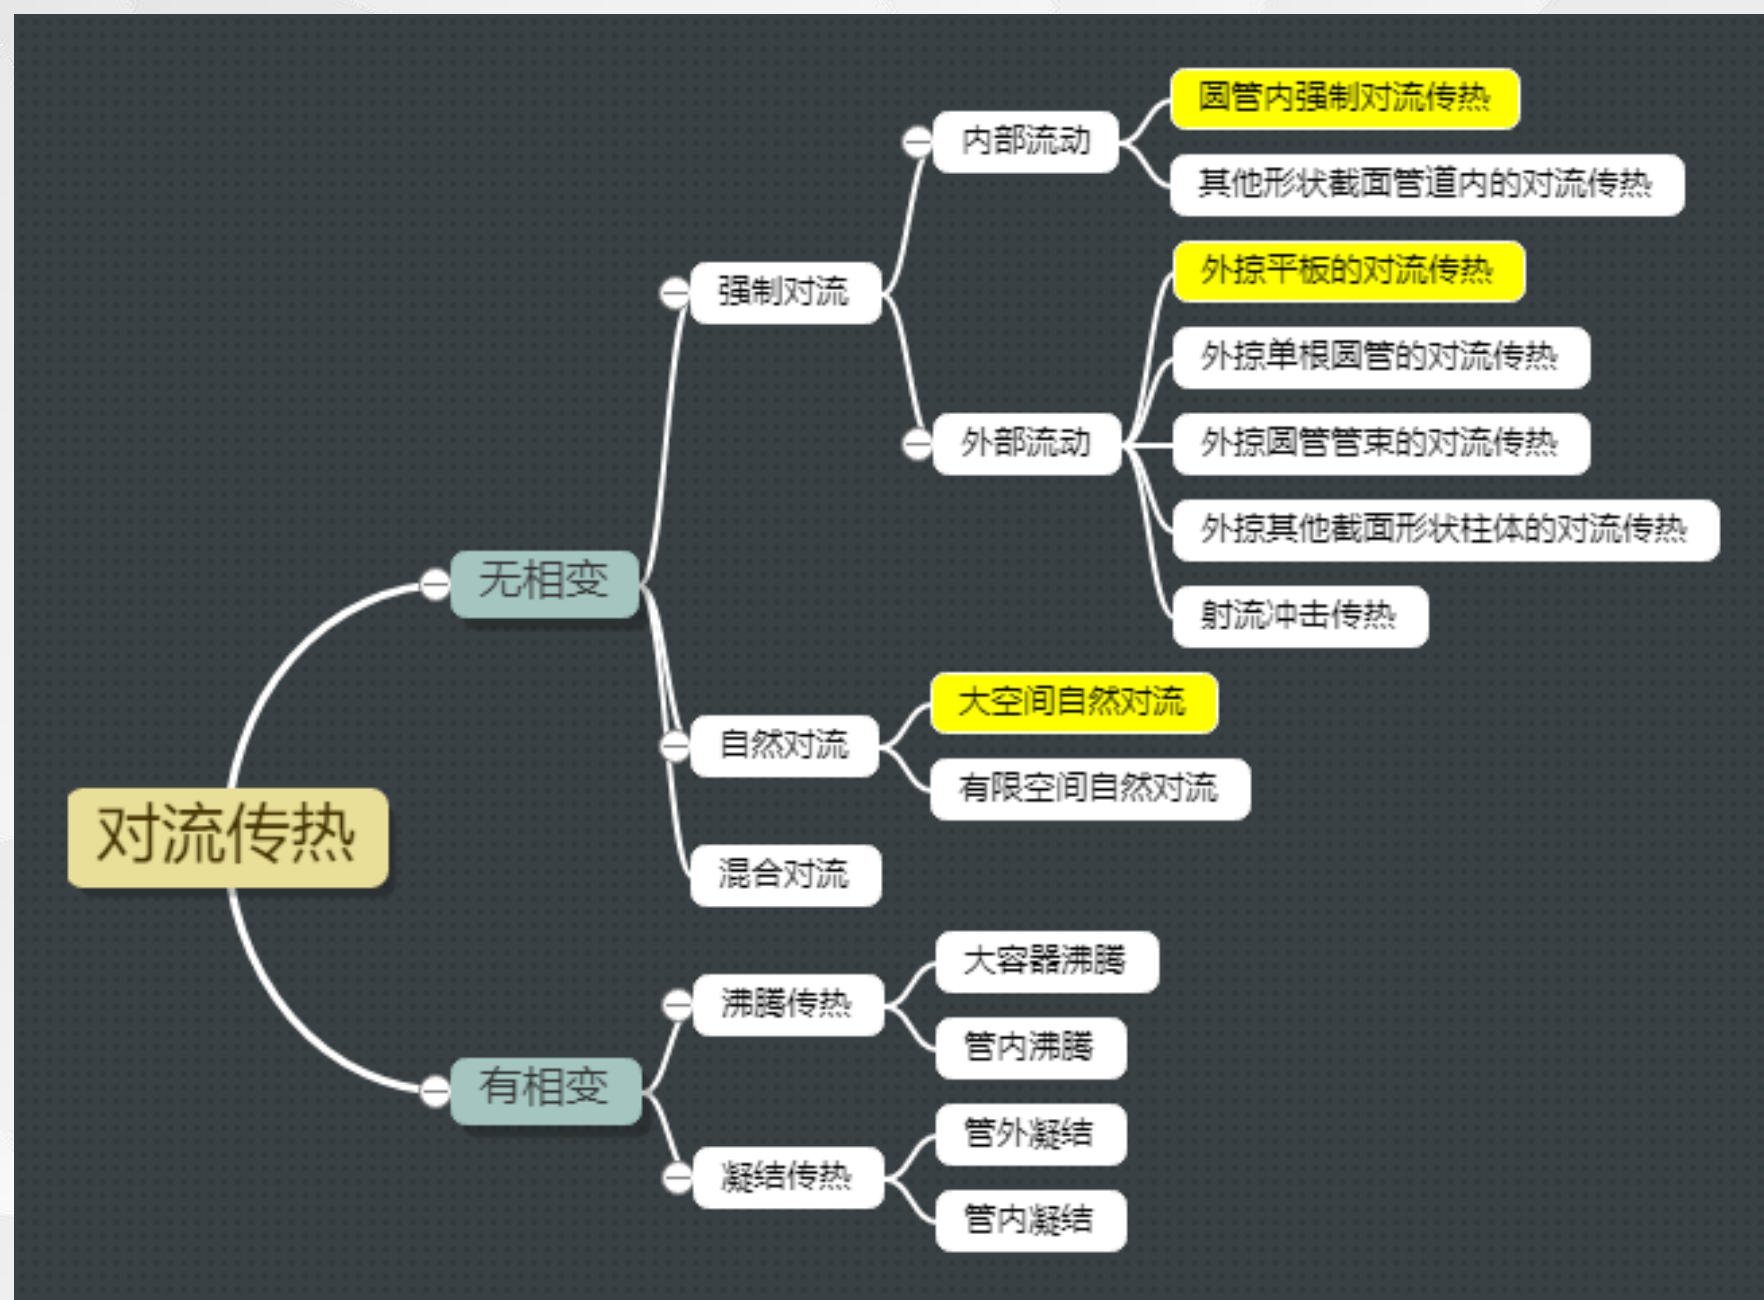 对流传热
无相变
强制对流
内部流动
圆管内强制对流传热
其他形状截面管道内的对流传热
外部流动
外掠平板的对流传热
外掠单根圆管的对流传热
外掠圆管管束的对流传热
外掠其他截面形状柱体的对流传热
射流冲击传热
自然对流
大空间自然对流
有限空间自然对流
混合对流
有相变
沸腾传热
大容器沸腾
管内沸腾
凝结传热
管外凝结
管内凝结